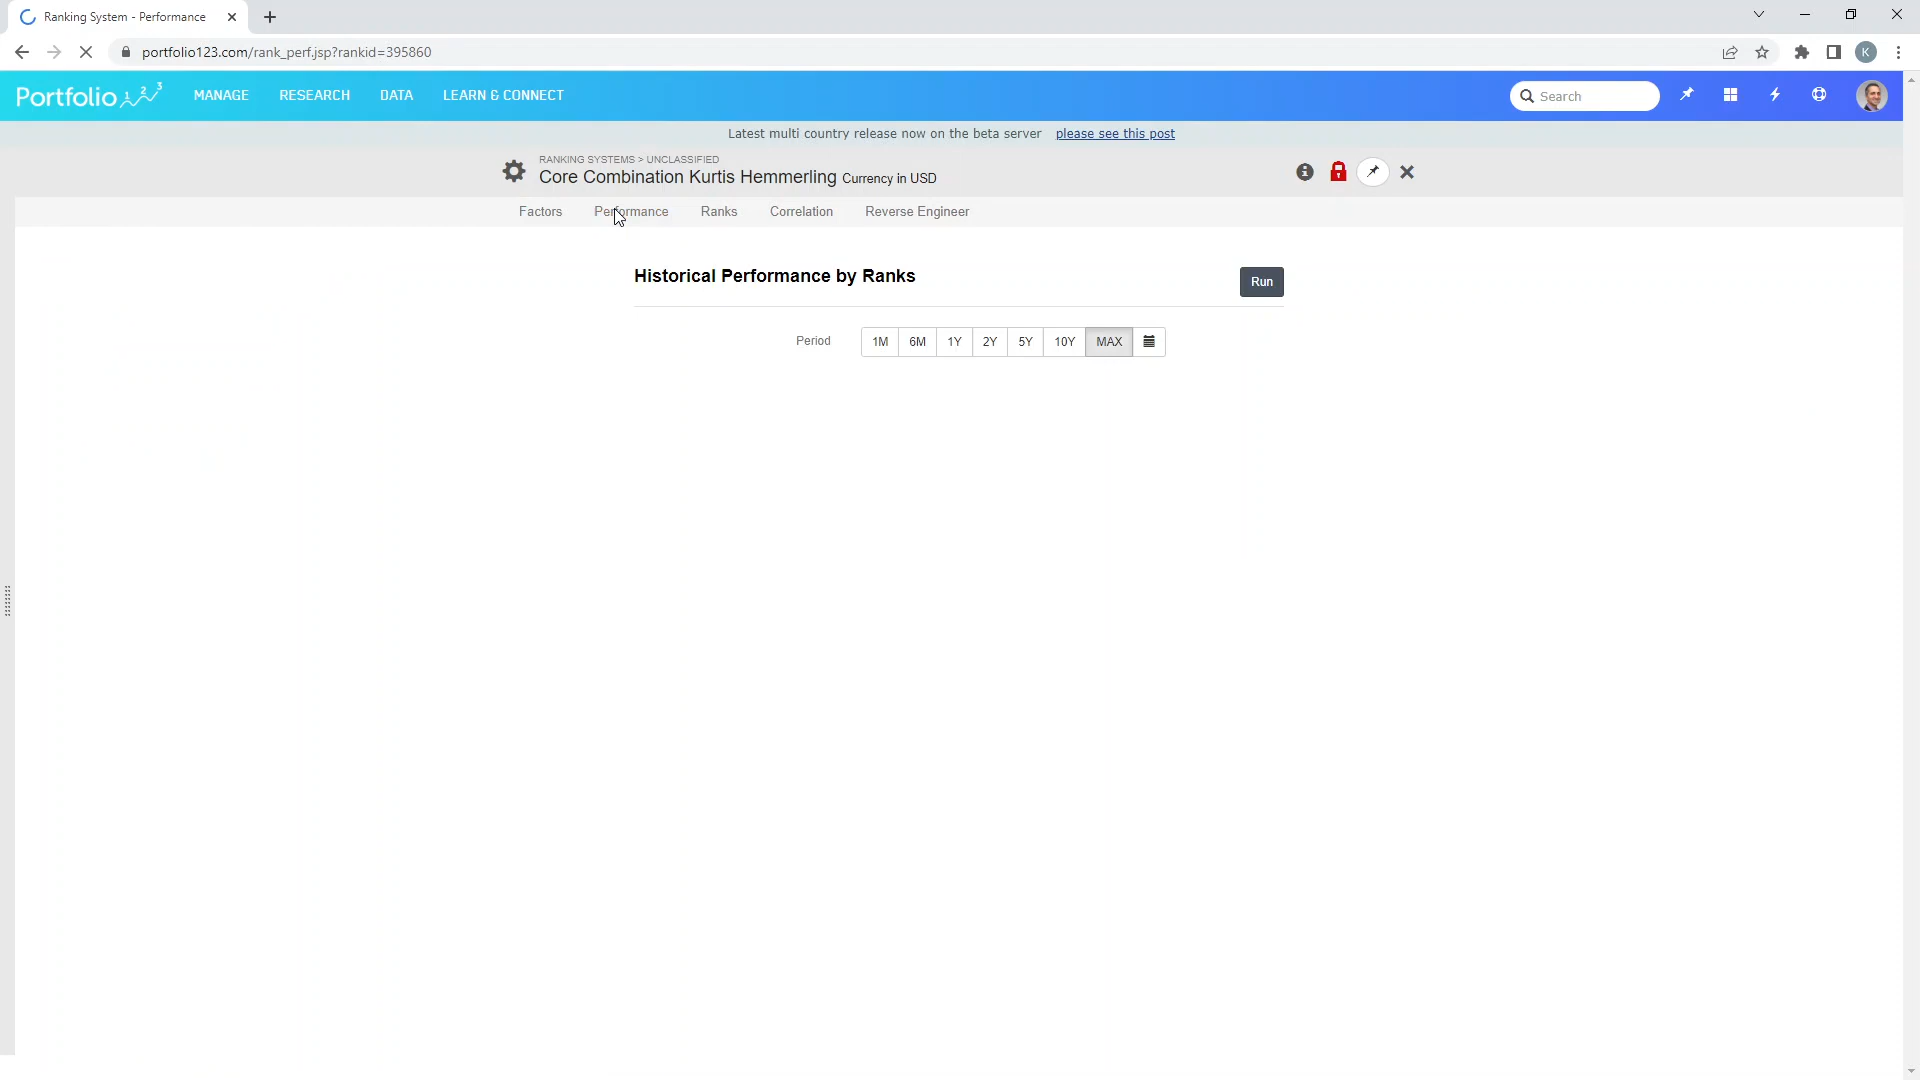 Ranking System - Performance
portfolio123.com/rank_perf.jsp?rankid=395860
K
Portfolio 1 2 3
MANAGE
RESEARCH
DATA
LEARN & CONNECT
Search
Latest multi country release now on the beta server please see this post
RANKING SYSTEMS > UNCLASSIFIED
Core Combination Kurtis Hemmerling Currency in USD
Factors
Performance
Ranks
Correlation
Reverse Engineer
Historical Performance by Ranks
Run
Period
1M
6M
1Y
2Y
5Y
10Y
MAX